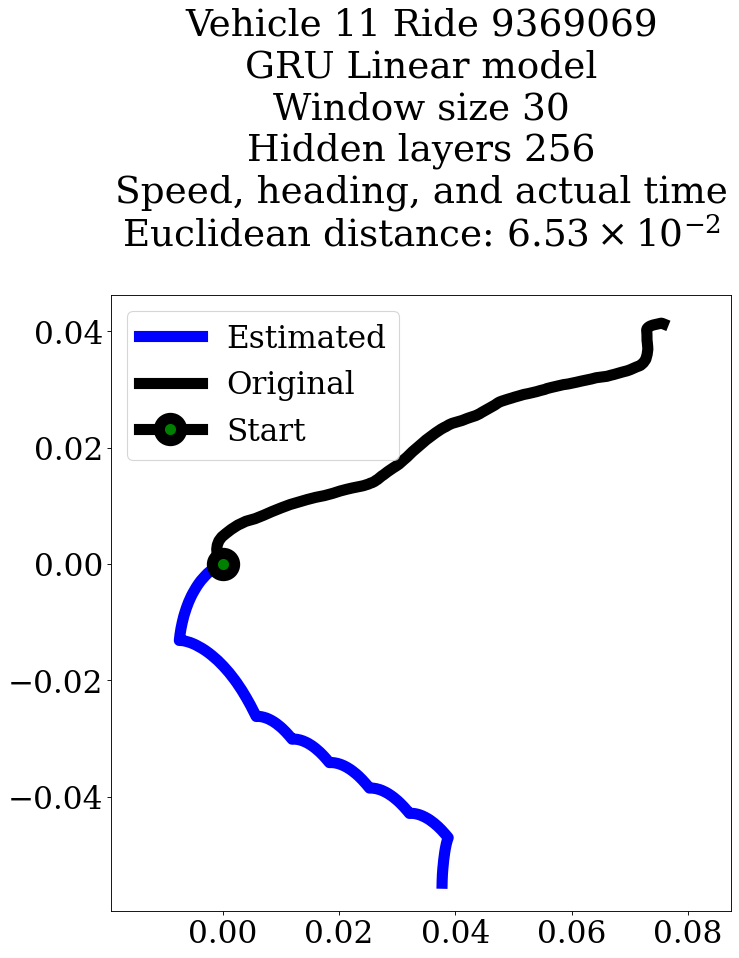 Vehicle 11 Ride 9369069
GRU Linear model
Window size 30
Hidden layers 256
Speed, heading, and actual time
Euclidean distance: 6.53 × 10⁻²
Estimated
Original
Start
0.04
0.02
0.00
−0.02
−0.04
0.00 0.02 0.04 0.06 0.08